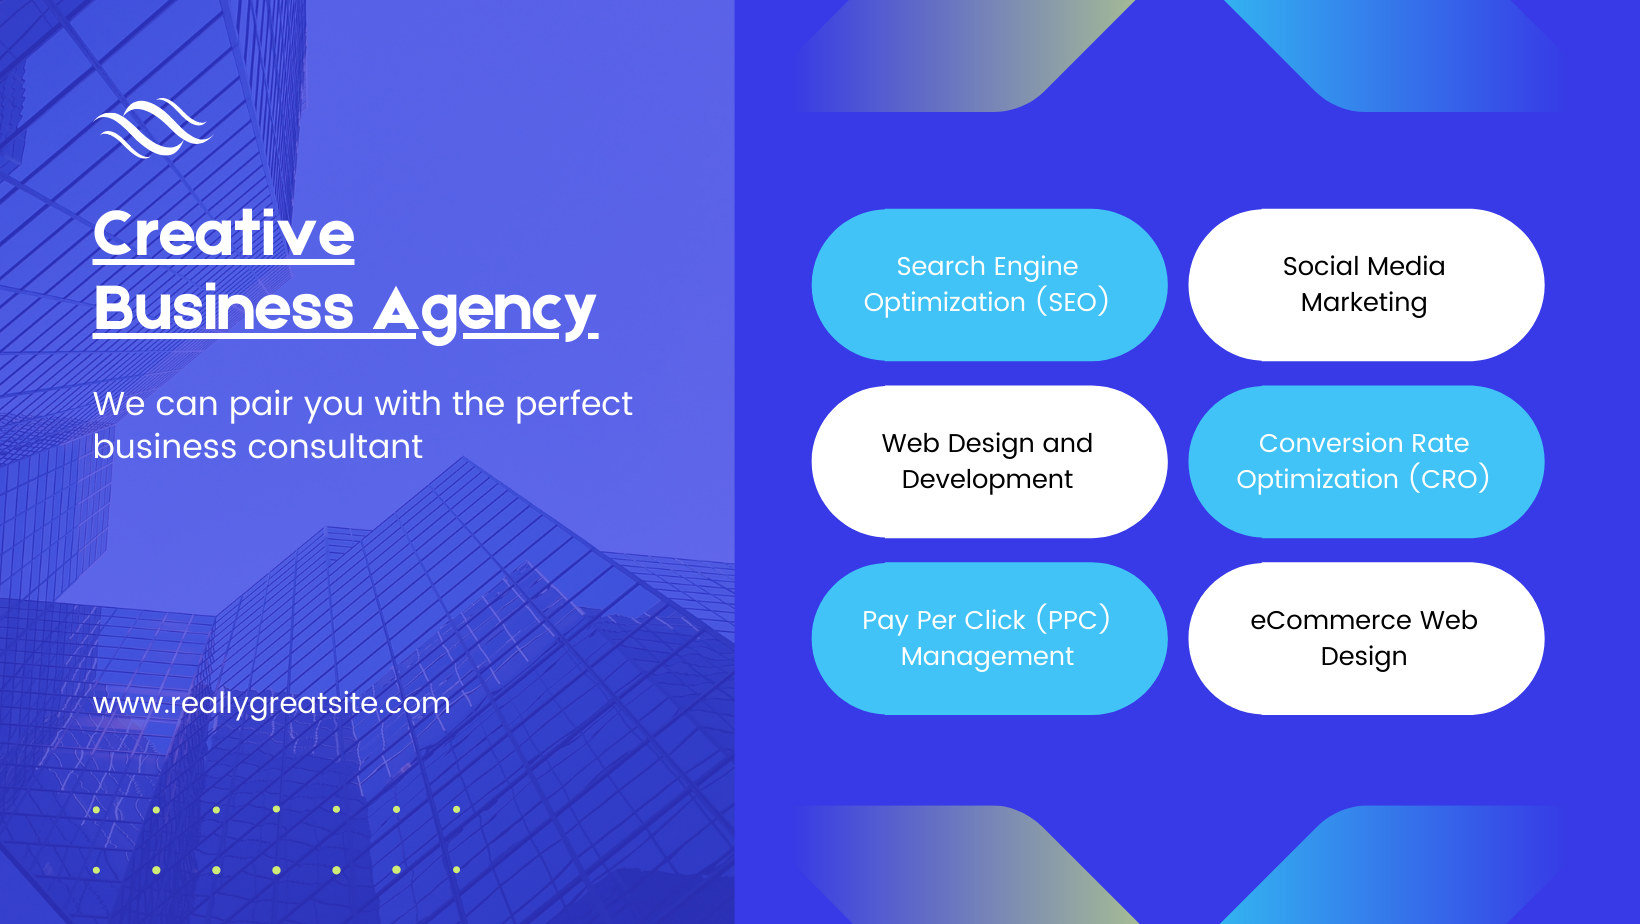 Creative
Business Agency
We can pair you with the perfect
business consultant
www.reallygreatsite.com
Search Engine
Optimization (SEO)
Social Media
Marketing
Web Design and
Development
Conversion Rate
Optimization (CRO)
Pay Per Click (PPC)
Management
eCommerce Web
Design